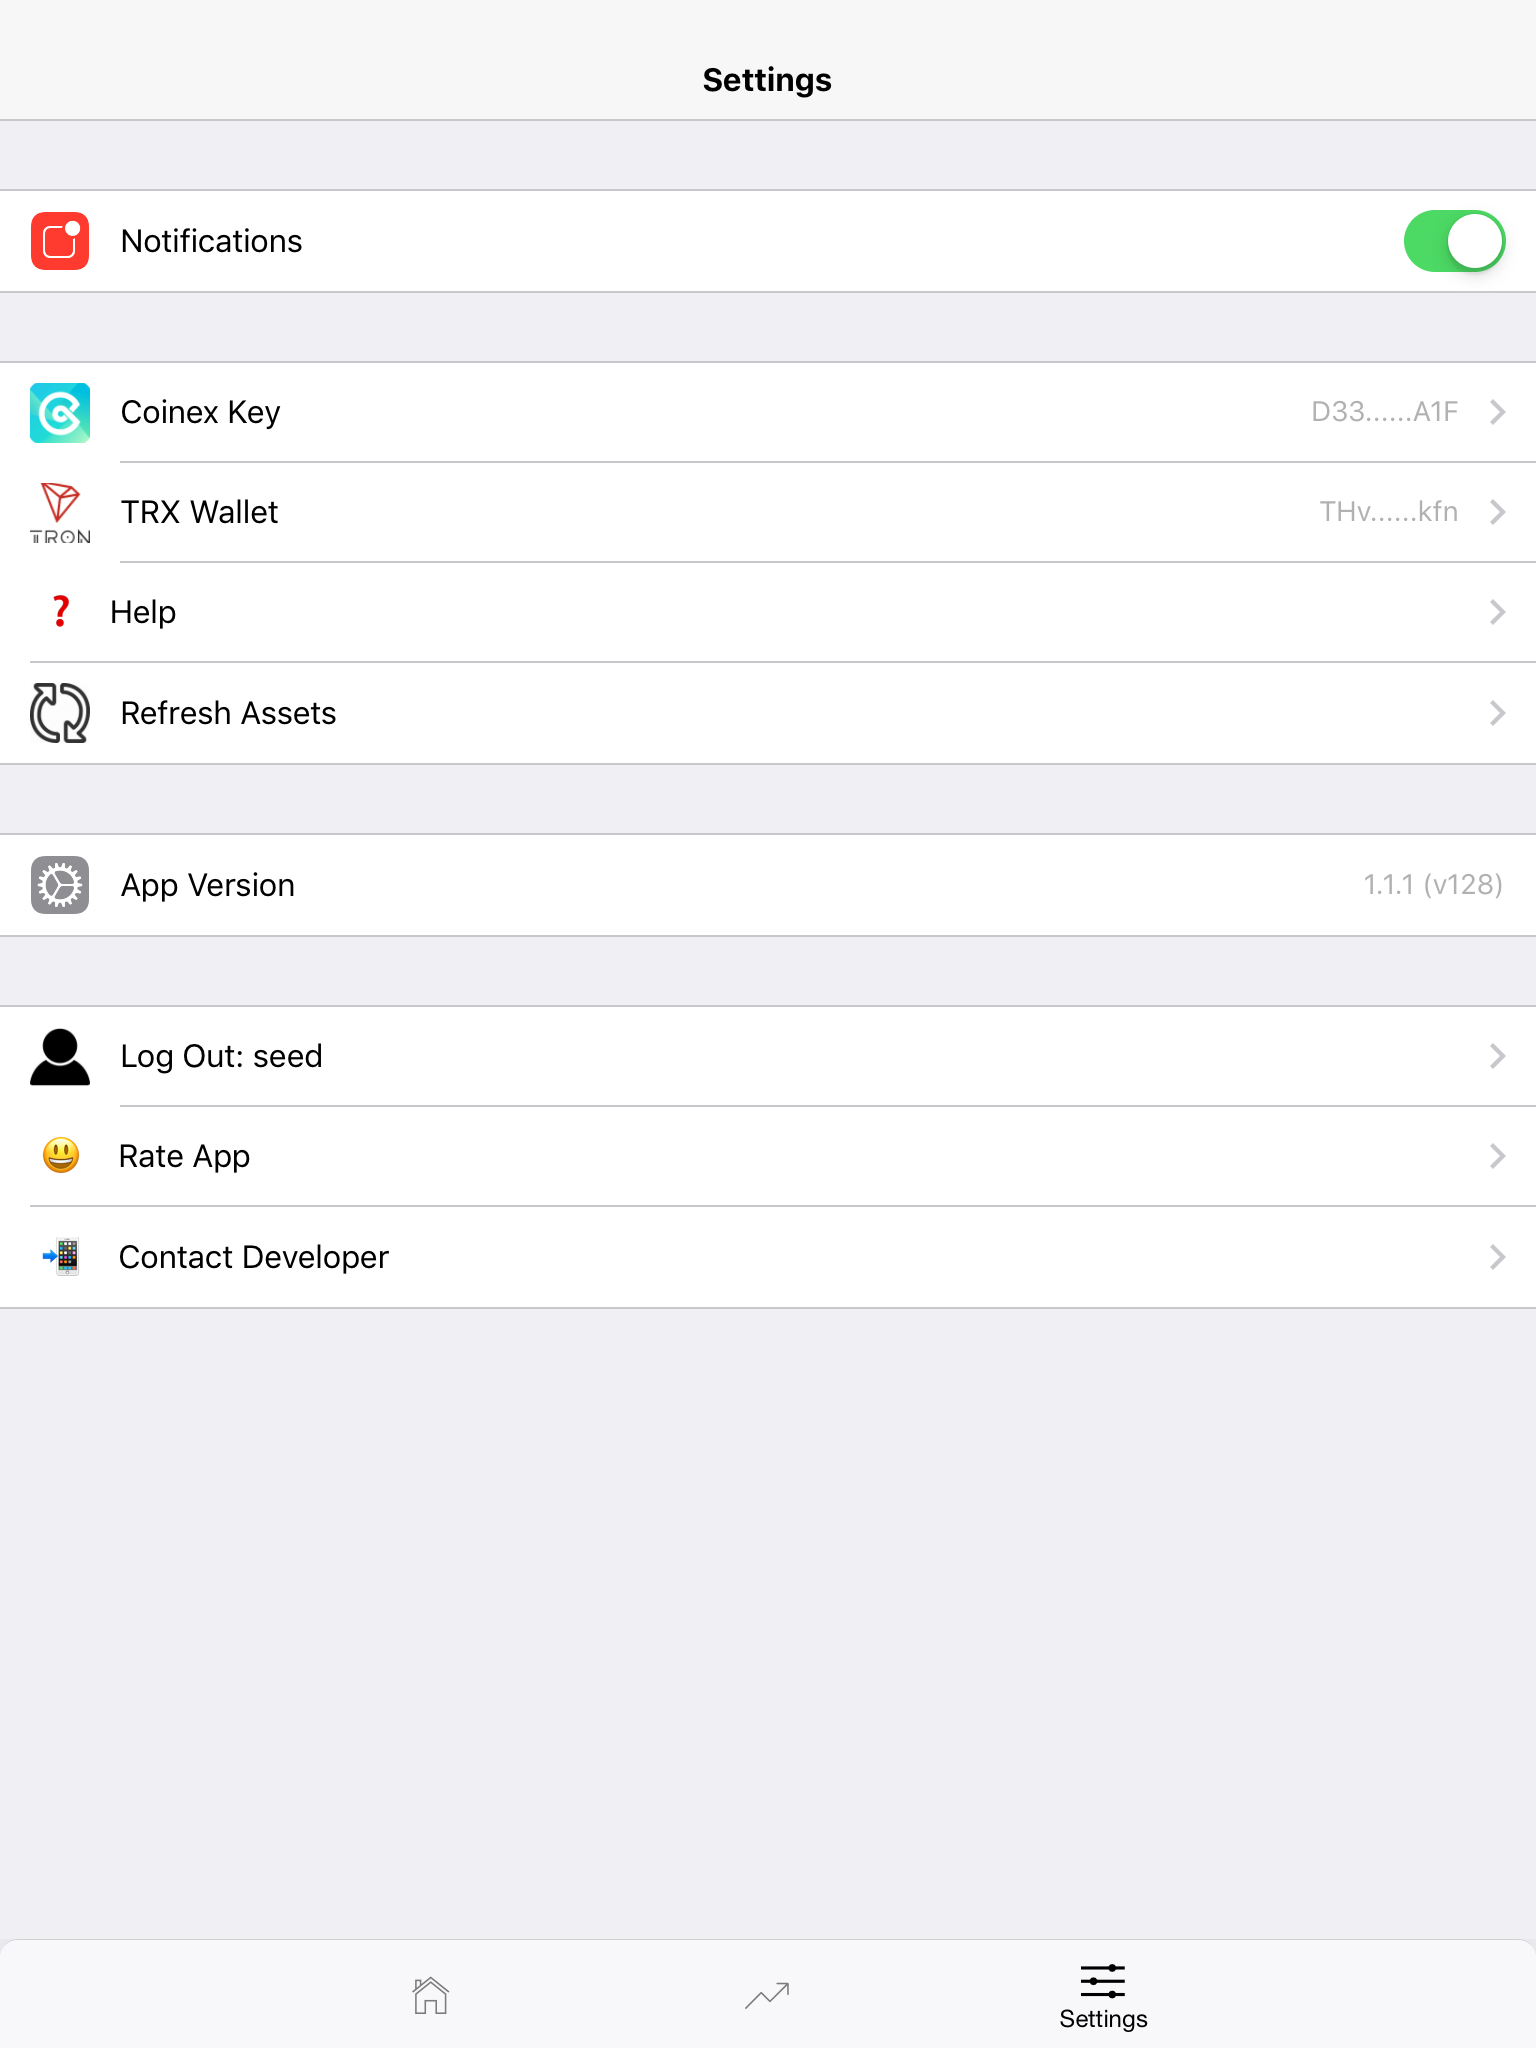 Settings
Notifications
Coinex Key D33......A1F
TRON
TRX Wallet THv......kfn
? Help
Refresh Assets
App Version 1.1.1 (v128)
Log Out: seed
Rate App
Contact Developer
Settings